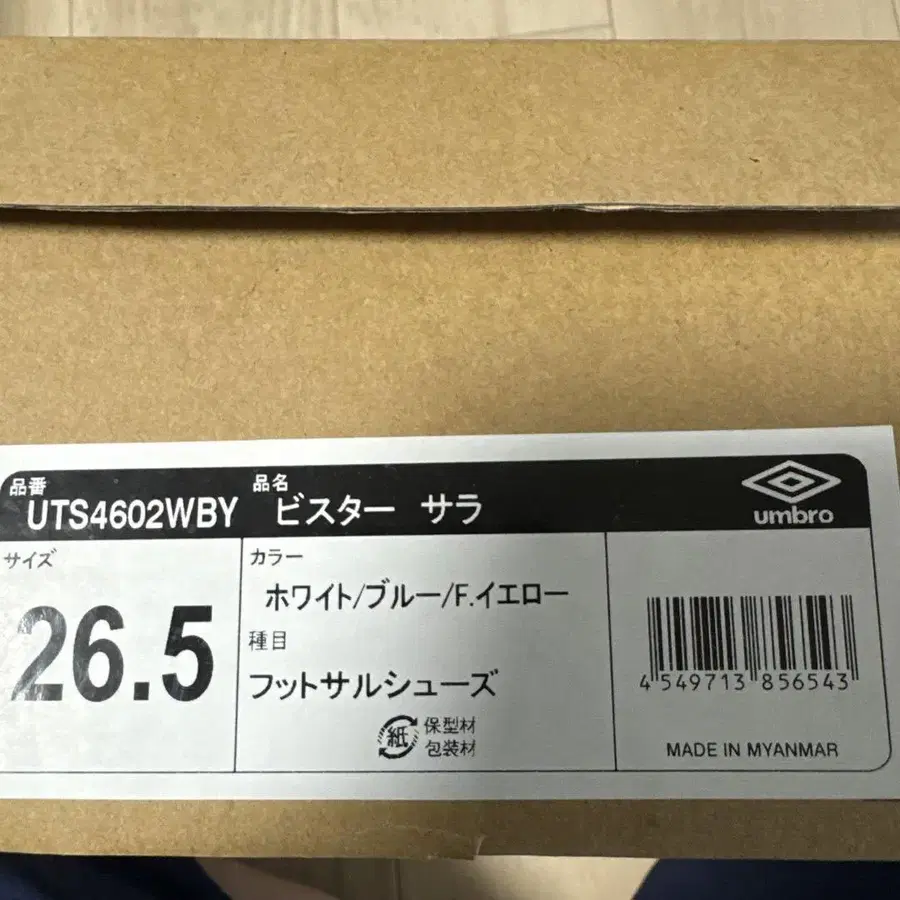 品番
UTS4602WBY
品名
ビスター サラ
umbro
サイズ
26.5
カラー
ホワイト/ブルー/F.イエロー
種目
フットサルシューズ
紙
保型材
包装材
4 549713 856543
MADE IN MYANMAR